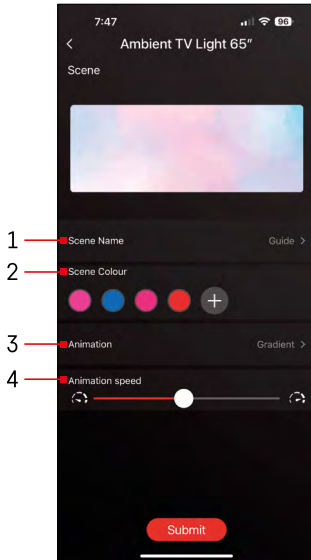 7:47 96
Ambient TV Light 65"
Scene
1 Scene Name Guide
2 Scene Colour
3 Animation Gradient
4 Animation speed
Submit